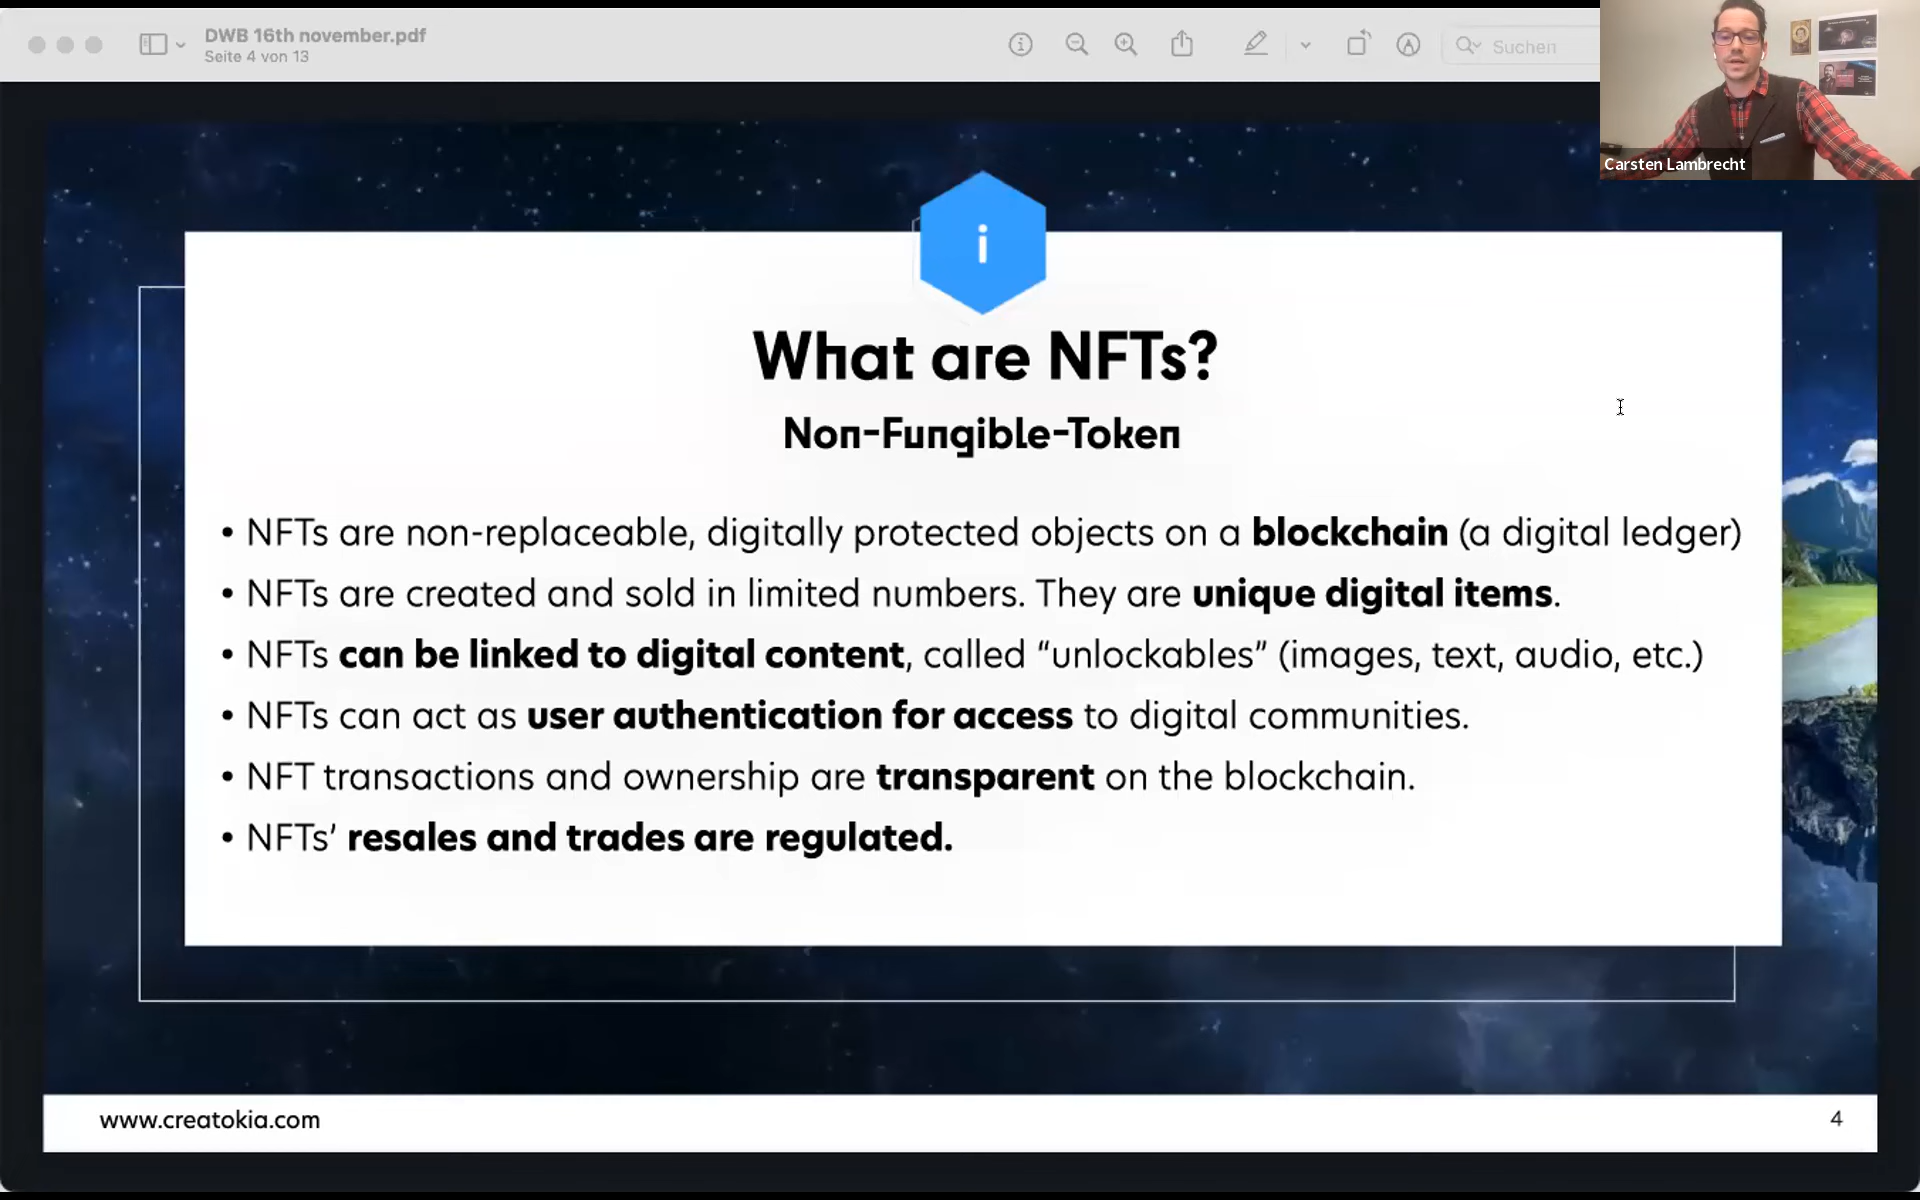 DWB 16th november.pdf
Seite 4 von 13
Suchen
Carsten Lambrecht
i
What are NFTs?
Non-Fungible-Token
• NFTs are non-replaceable, digitally protected objects on a blockchain (a digital ledger)
• NFTs are created and sold in limited numbers. They are unique digital items.
• NFTs can be linked to digital content, called “unlockables” (images, text, audio, etc.)
• NFTs can act as user authentication for access to digital communities.
• NFT transactions and ownership are transparent on the blockchain.
• NFTs’ resales and trades are regulated.
www.creatokia.com
4